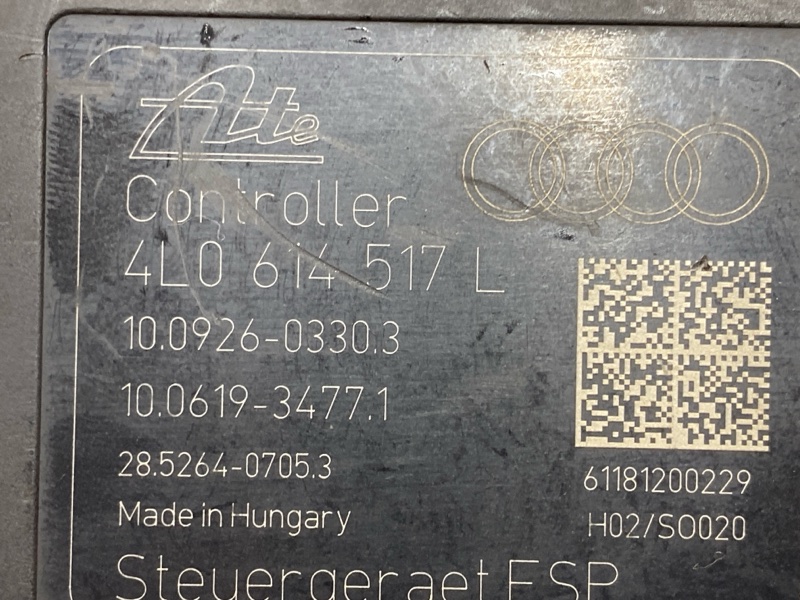 Ate
Controller
4L0 614 517 L
10.0926-0330.3
10.0619-3477.1
28.5264-0705.3
Made in Hungary
61181200229
H02/SO020
Steuergeraet ESP